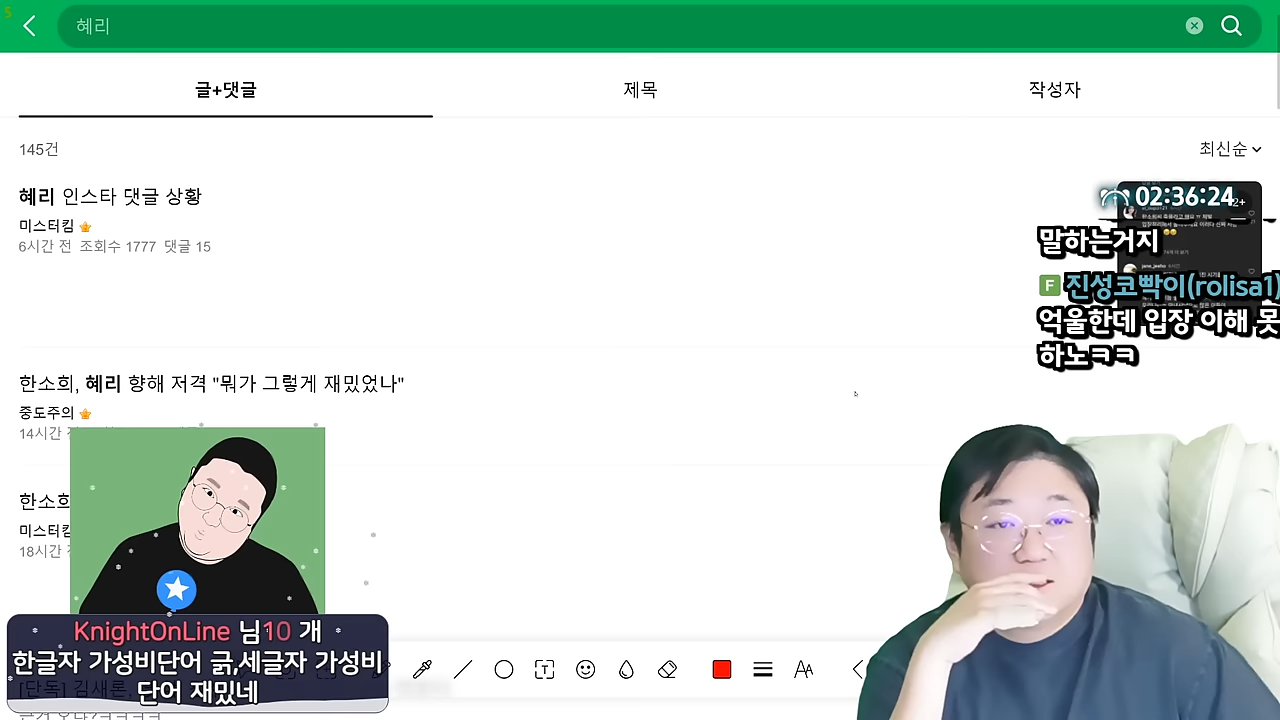 혜리
글+댓글
제목
작성자
145건
최신순
혜리 인스타 댓글 상황
미스터킴
6시간 전 조회수 1777 댓글 15
02:36:24
2+
말하는거지
F 진성코빡이(rolisa1)
억울한데 입장 이해 못
하노ㅋㅋ
한소희, 혜리 향해 저격 "뭐가 그렇게 재밌었나"
중도주의
14시간
한소희
미스터킴
18시간
KnightOnLine 님10 개
한글자 가성비단어 긁,세글자 가성비
단어 재밌네
[단독] 김새론,
T
AA